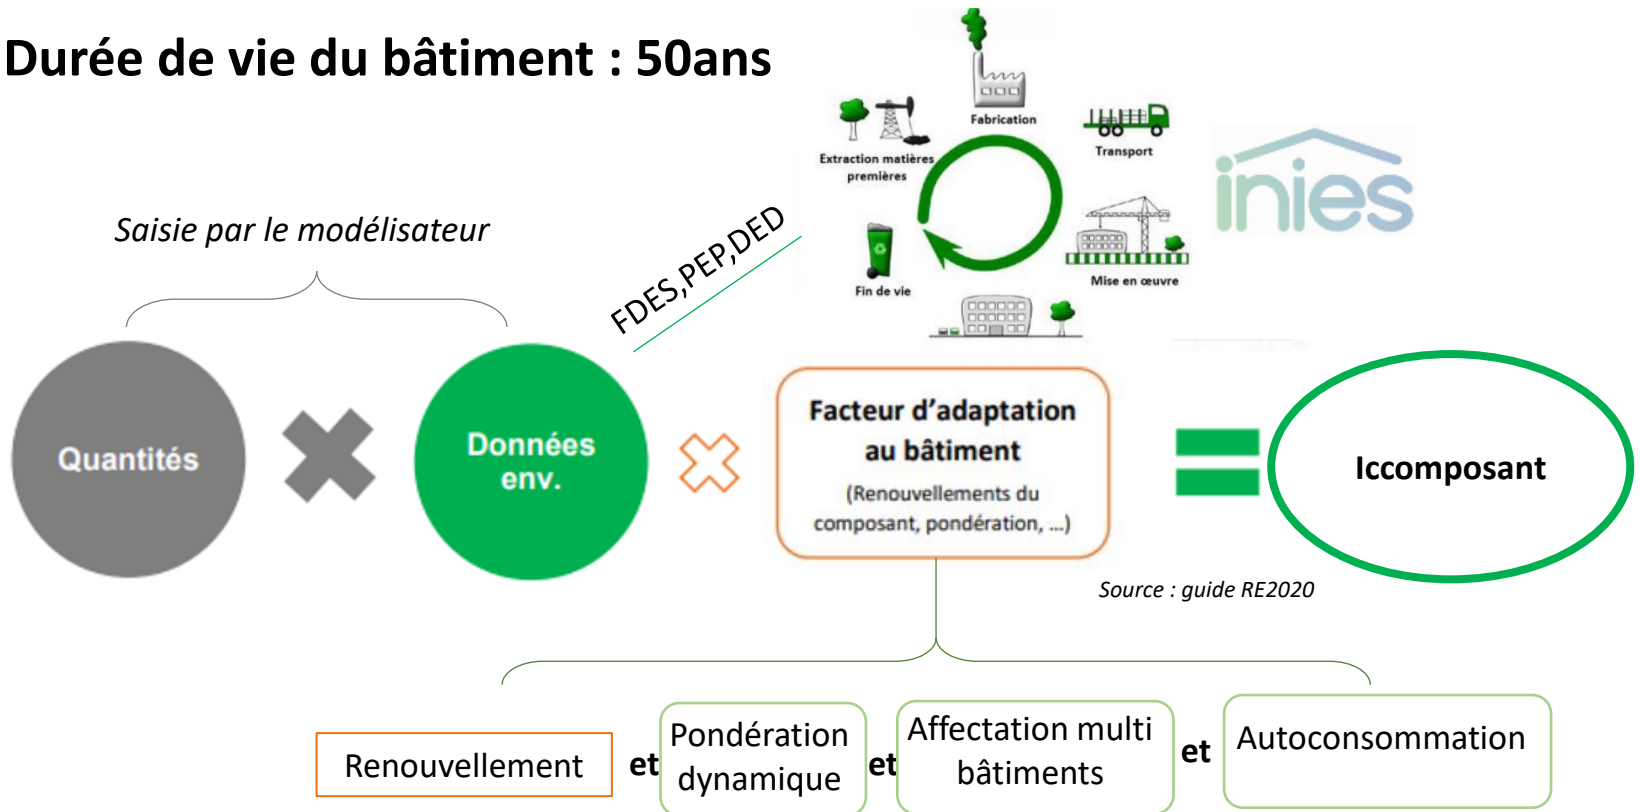 Durée de vie du bâtiment : 50ans
Fabrication
Extraction matières
premières
Transport
inies
Mise en œuvre
Fin de vie
Saisie par le modélisateur
FDES,PEP,DED
Quantités
Données
env.
Facteur d'adaptation
au bâtiment
(Renouvellements du
composant, pondération, ...)
Iccomposant
Source : guide RE2020
Renouvellement
et
Pondération
dynamique
et
Affectation multi
bâtiments
et
Autoconsommation